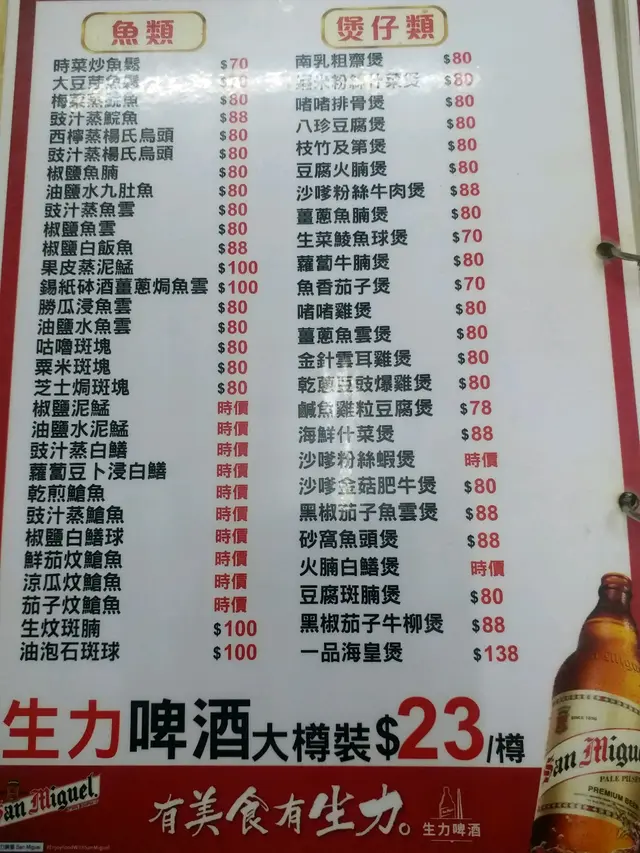 魚類
時菜炒魚鬆 $70
大豆芽魚鬆 $80
梅菜蒸鯇魚 $80
豉汁蒸鯇魚 $88
西檸蒸楊氏烏頭 $80
豉汁蒸楊氏烏頭 $80
椒鹽魚腩 $80
油鹽水九肚魚 $80
豉汁蒸魚雲 $80
椒鹽魚雲 $80
椒鹽白飯魚 $88
果皮蒸泥鯭 $100
錫紙砵酒薑蔥焗魚雲 $100
勝瓜浸魚雲 $80
油鹽水魚雲 $80
咕嚕斑塊 $80
粟米斑塊 $80
芝士焗斑塊 $80
椒鹽泥鯭 時價
油鹽水泥鯭 時價
豉汁蒸白鱔 時價
蘿蔔豆卜浸白鱔 時價
乾煎鱠魚 時價
豉汁蒸鱠魚 時價
椒鹽白鱔球 時價
鮮茄炆鱠魚 時價
涼瓜炆鱠魚 時價
茄子炆鱠魚 時價
生炆斑腩 $100
油泡石斑球 $100
煲仔類
南乳粗齋煲 $80
粉絲什菜煲 $80
啫啫排骨煲 $80
八珍豆腐煲 $80
枝竹及第煲 $80
豆腐火腩煲 $80
沙嗲粉絲牛肉煲 $88
薑蔥魚腩煲 $80
生菜鯪魚球煲 $70
蘿蔔牛腩煲 $80
魚香茄子煲 $70
啫啫雞煲 $80
薑蔥魚雲煲 $80
金針雲耳雞煲 $80
乾蔥豆豉爆雞煲 $80
鹹魚雞粒豆腐煲 $78
海鮮什菜煲 $88
沙嗲粉絲蝦煲 時價
沙嗲金菇肥牛煲 $80
黑椒茄子魚雲煲 $88
砂窩魚頭煲 $88
火腩白鱔煲 時價
豆腐斑腩煲 $80
黑椒茄子牛柳煲 $88
一品海皇煲 $138
生力啤酒大樽裝$23/樽
San Miguel
有美食有生力。
生力啤酒
San Miguel
PALE PILSEN
PREMIUM